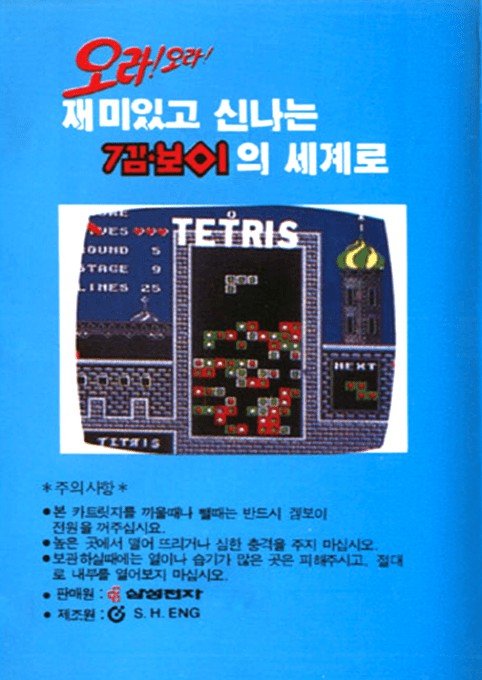 오라! 오라!
재미있고 신나는
겜·보이의 세계로
TETRIS
VES
OUND 5
STAGE 9
LINES 25
NEXT
TETRIS
*주의사항*
●본 카트릿지를 끼울때나 뺄때는 반드시 겜보이
전원을 꺼주십시요.
●높은 곳에서 떨어 뜨리거나 심한 충격을 주지 마십시오.
●보관하실때에는 열이나 습기가 많은 곳은 피해주시고, 절대
로 내부를 열어보지 마십시오.
● 판매원 : 삼성전자
● 제조원 : S. H. ENG